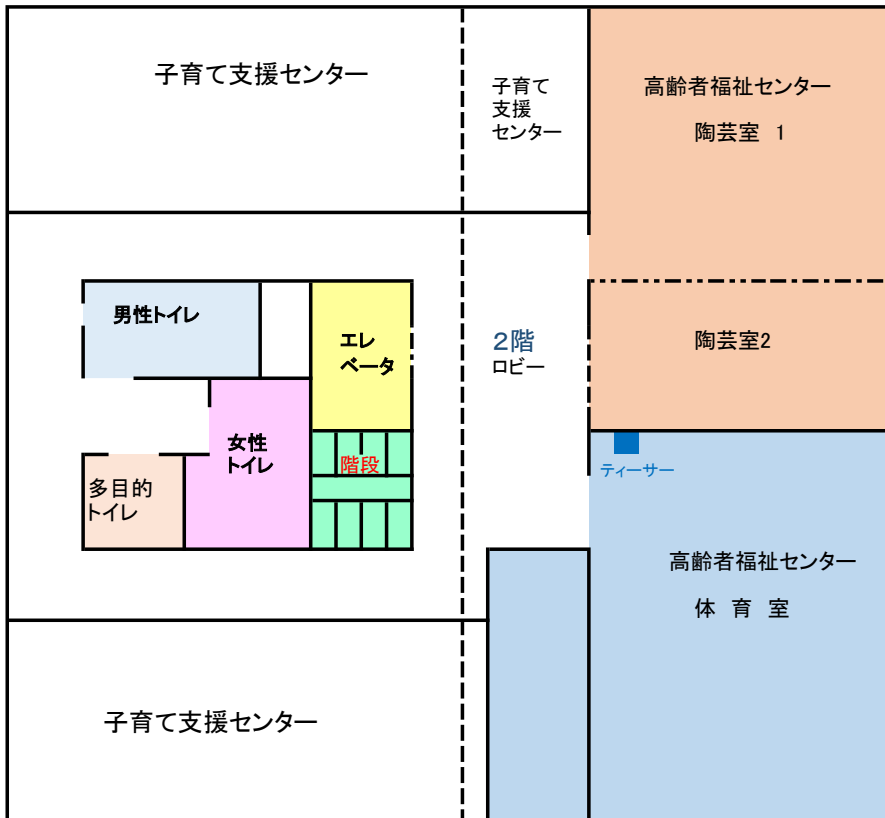 子育て支援センター
子育て
支援
センター
高齢者福祉センター
陶芸室 1
男性トイレ
エレ
ベータ
2階
ロビー
陶芸室2
女性
トイレ
階段
ティーサー
多目的
トイレ
高齢者福祉センター
体 育 室
子育て支援センター